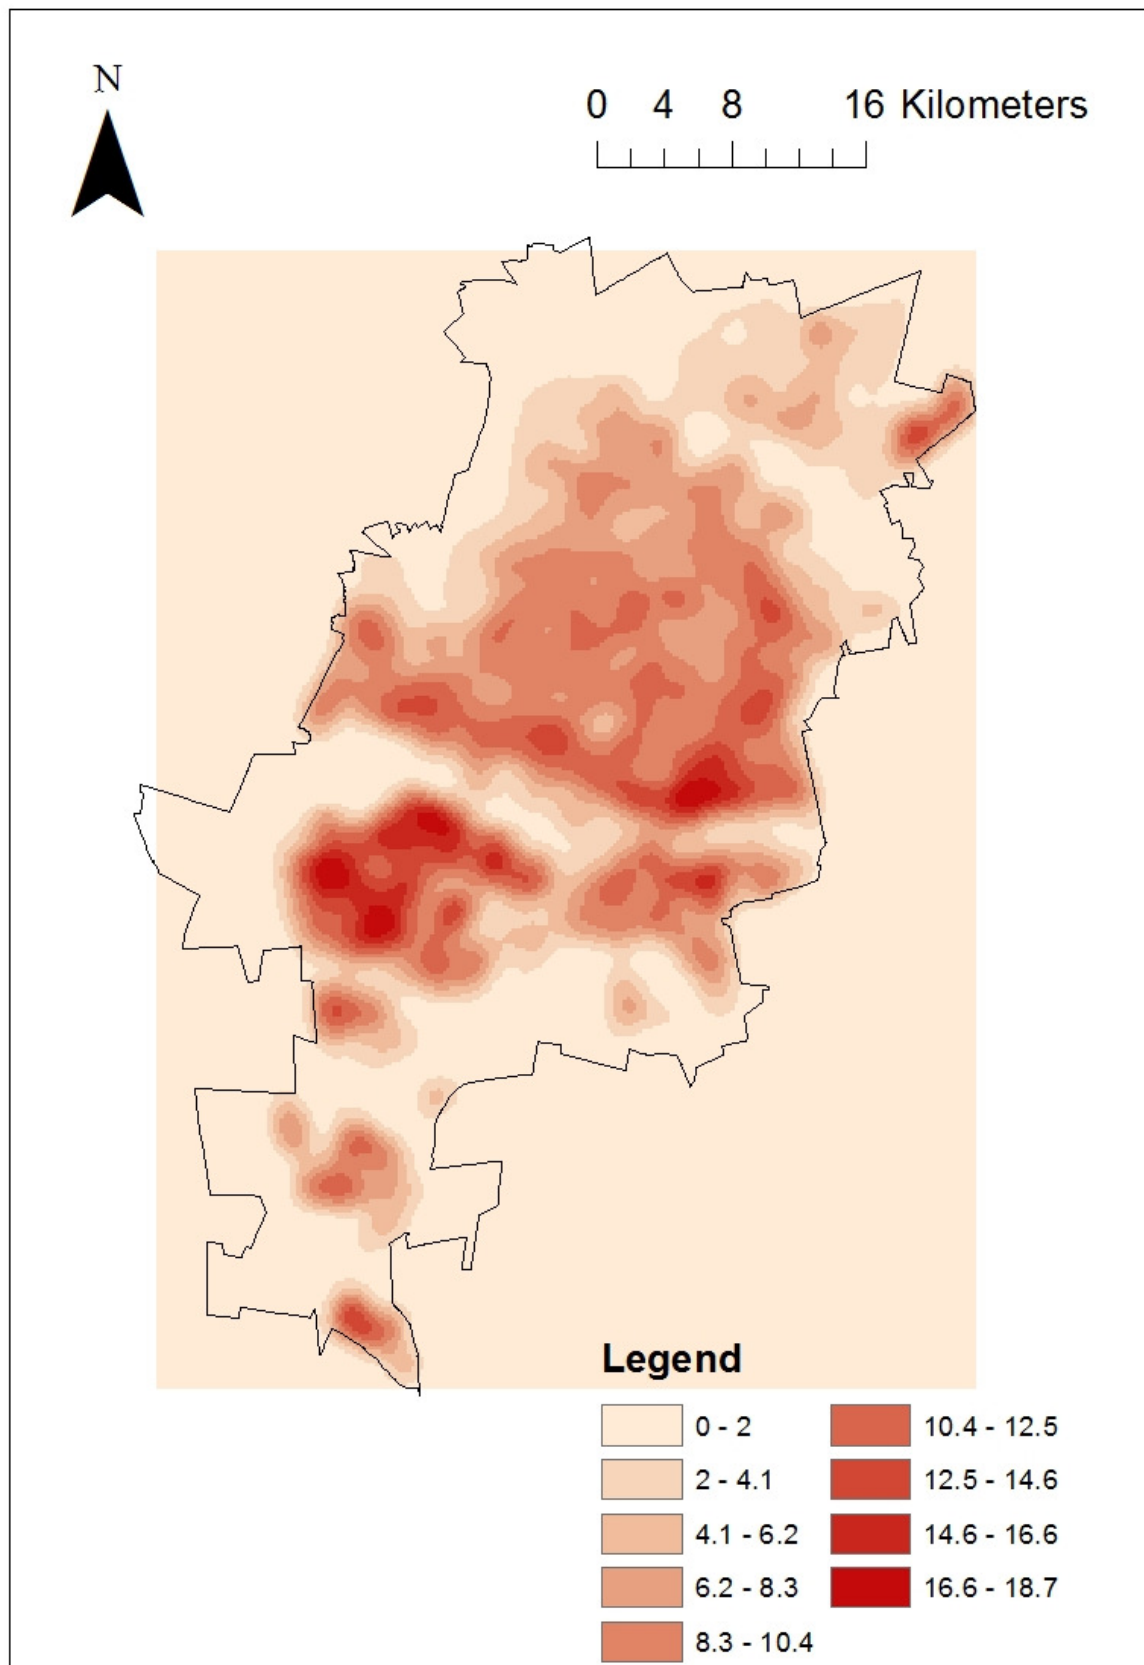 N
0 4 8 16 Kilometers
Legend
0 - 2
2 - 4.1
4.1 - 6.2
6.2 - 8.3
8.3 - 10.4
10.4 - 12.5
12.5 - 14.6
14.6 - 16.6
16.6 - 18.7